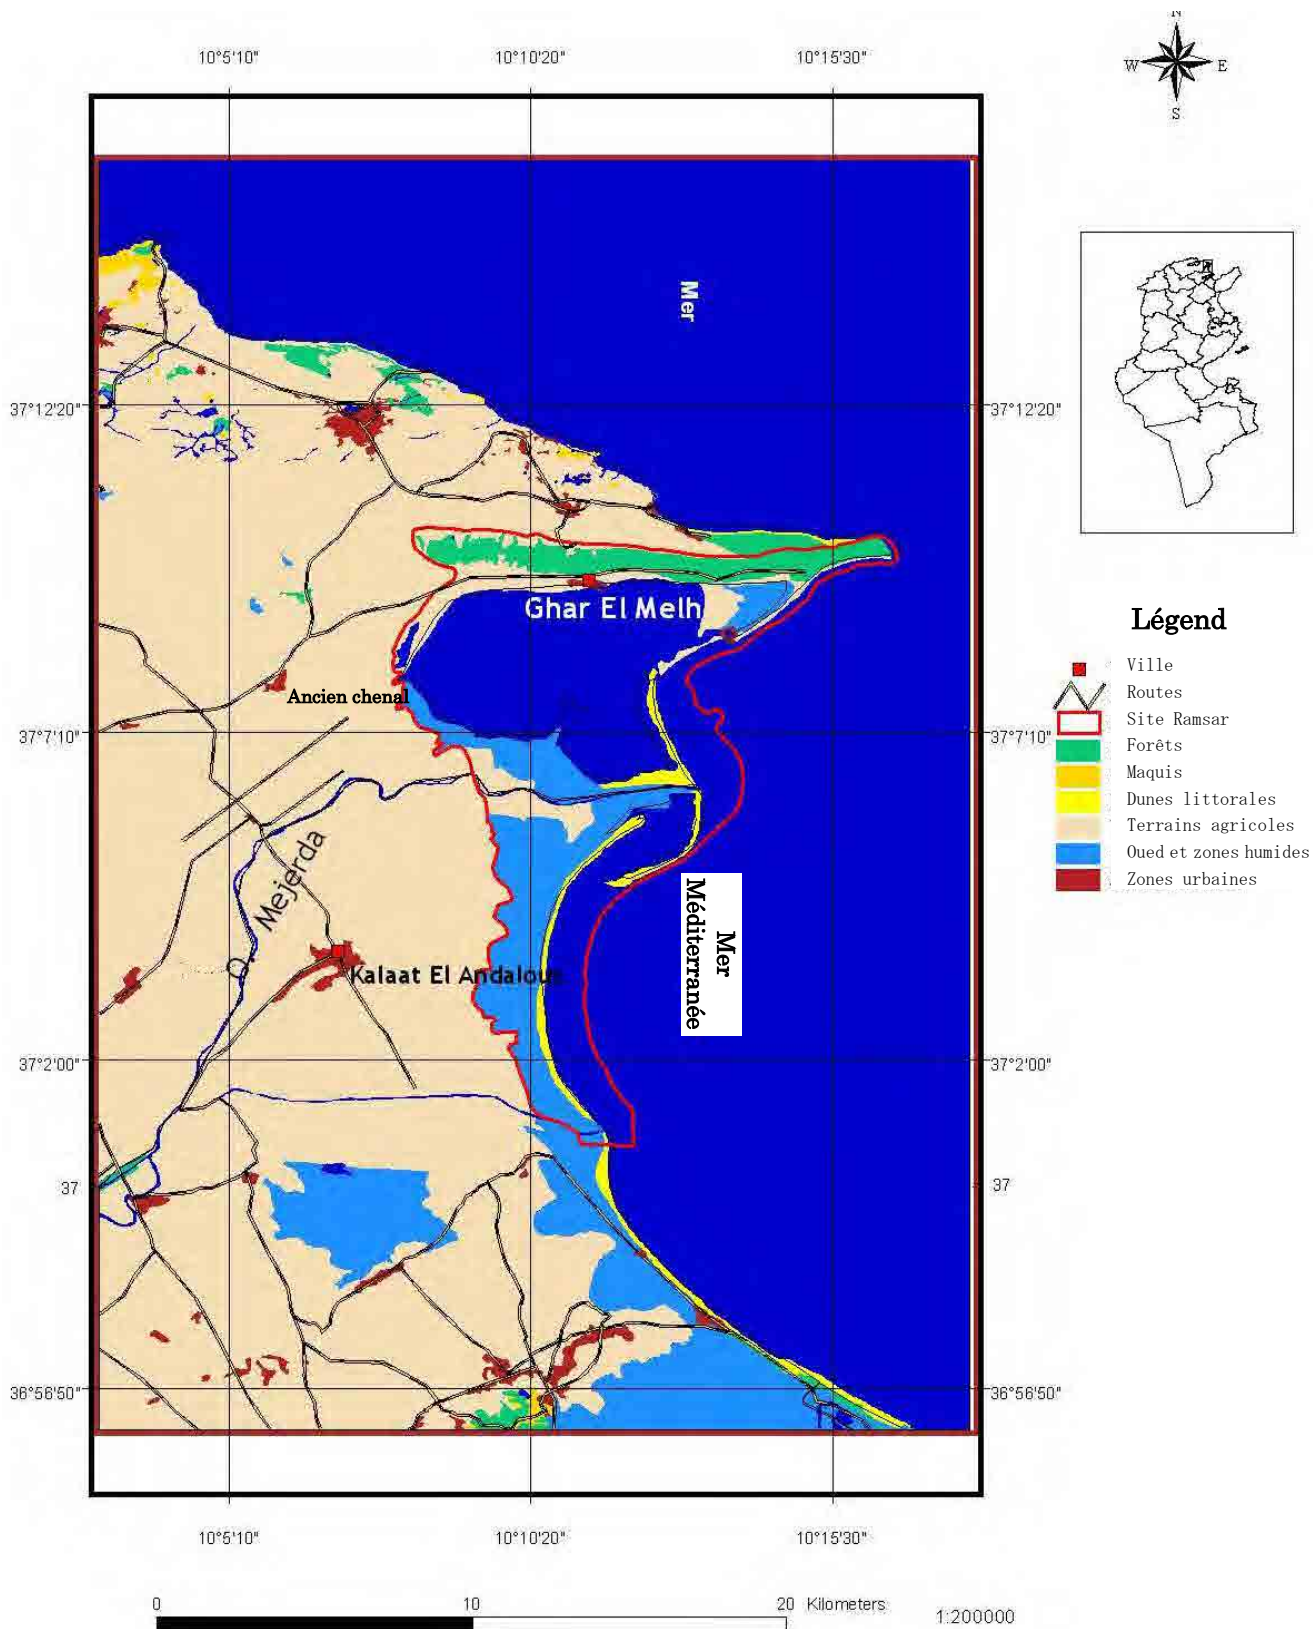 N
W E
S
10°5'10" 10°10'20" 10°15'30"
Mer
37°12'20" 37°12'20"
Ghar El Melh
Ancien chenal
37°7'10" 37°7'10"
O. Mejerda
Kalaat El Andalous
Mer
Méditerranée
37°2'00" 37°2'00"
37 37
36°56'50" 36°56'50"
10°5'10" 10°10'20" 10°15'30"
Légend
Ville
Routes
Site Ramsar
Forêts
Maquis
Dunes littorales
Terrains agricoles
Oued et zones humides
Zones urbaines
0 10 20 Kilometers
1:200000